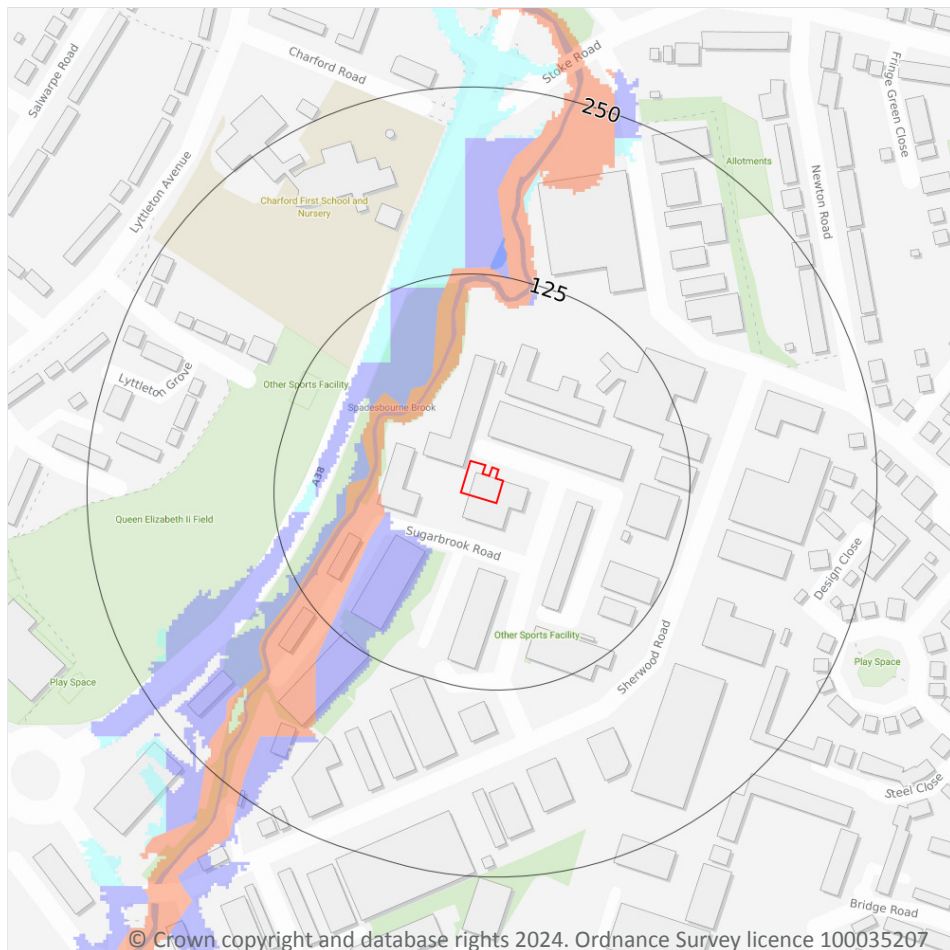 Salwarpe Road
Charford Road
Stoke Road
Fringe Green Close
250
Lyttleton Avenue
Allotments
Newton Road
Charford First School and
Nursery
125
Lyttleton Grove
Other Sports Facility
Spadesbourne Brook
A38
Queen Elizabeth Ii Field
Sugarbrook Road
Design Close
Other Sports Facility
Sherwood Road
Play Space
Play Space
Steel Close
Bridge Road
© Crown copyright and database rights 2024. Ordnance Survey licence 100035207